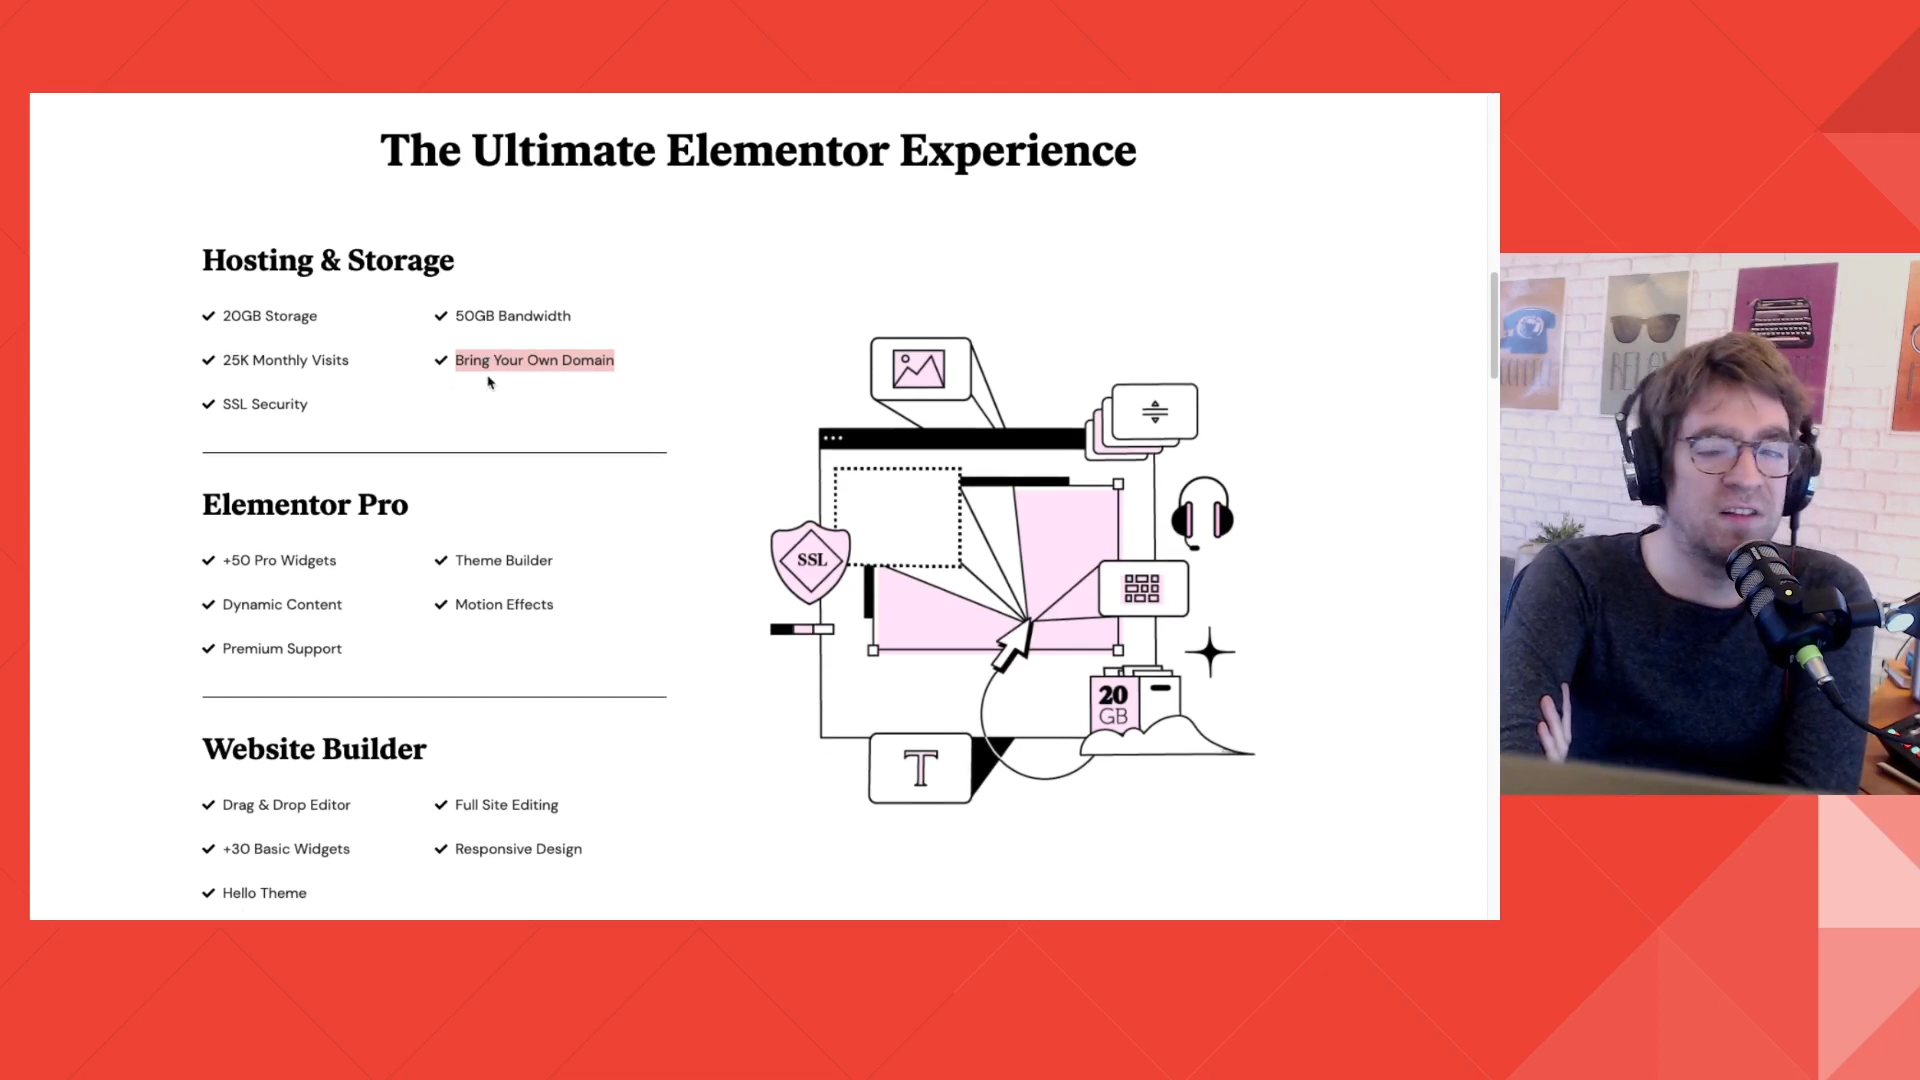 The Ultimate Elementor Experience
Hosting & Storage
20GB Storage
50GB Bandwidth
25K Monthly Visits
Bring Your Own Domain
SSL Security
Elementor Pro
+50 Pro Widgets
Theme Builder
Dynamic Content
Motion Effects
Premium Support
Website Builder
Drag & Drop Editor
Full Site Editing
+30 Basic Widgets
Responsive Design
Hello Theme
SSL
20
GB
T